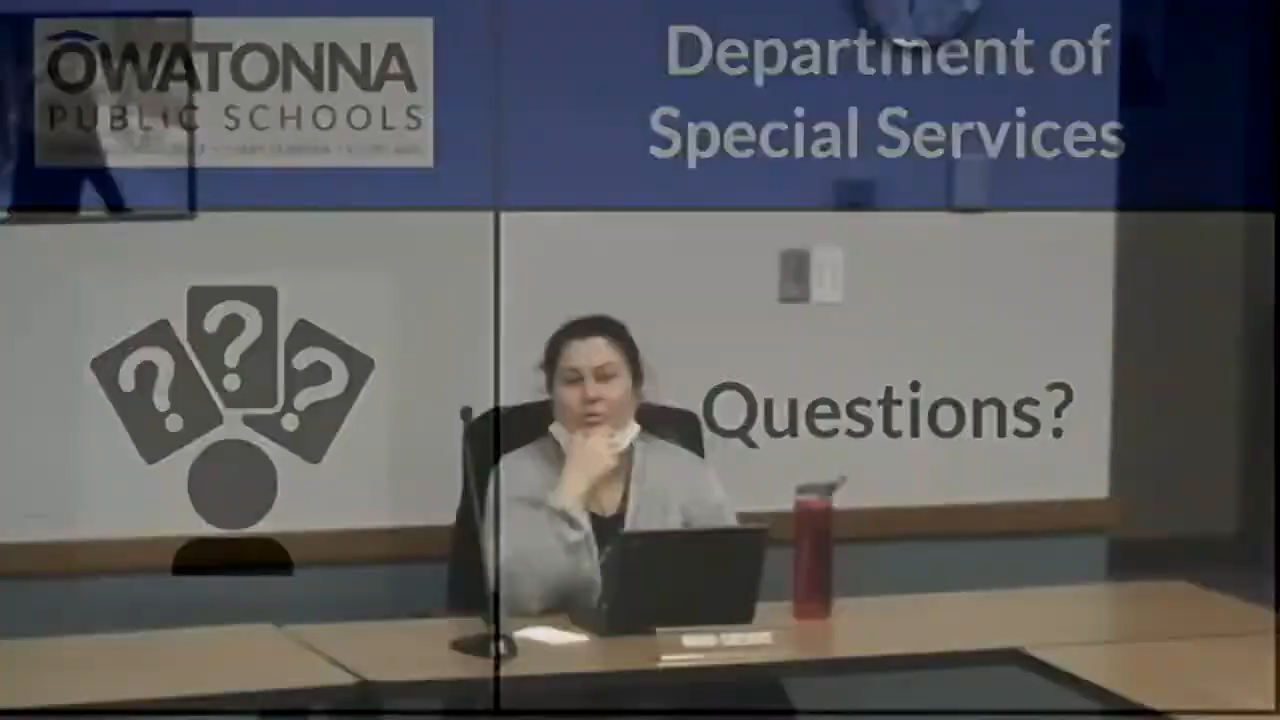 OWATONNA
PUBLIC SCHOOLS
Department of
Special Services
? ? ?
Questions?